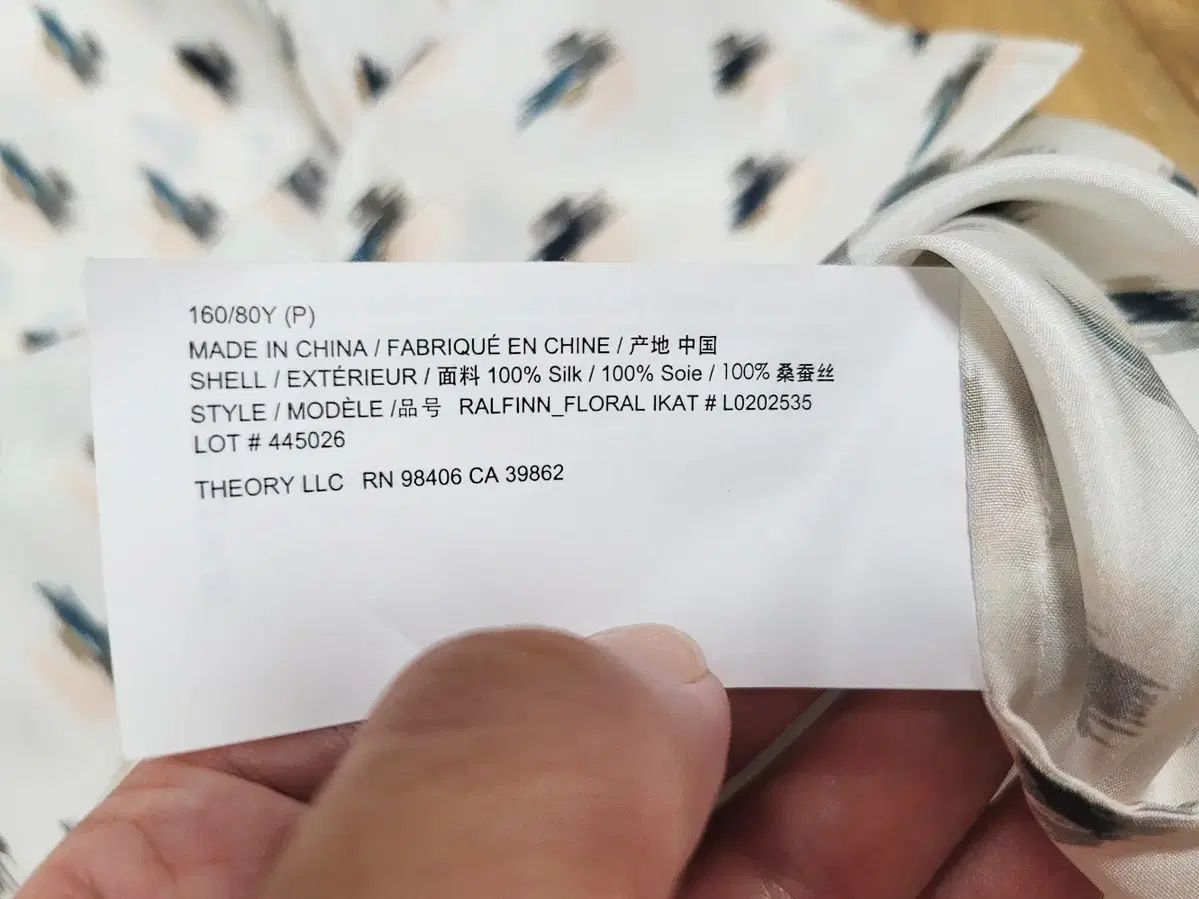 160/80Y (P)
MADE IN CHINA / FABRIQUÉ EN CHINE / 产地 中国
SHELL / EXTÉRIEUR / 面料 100% Silk / 100% Soie / 100% 桑蚕丝
STYLE / MODÈLE /品号 RALFINN_FLORAL IKAT # L0202535
LOT # 445026
THEORY LLC RN 98406 CA 39862